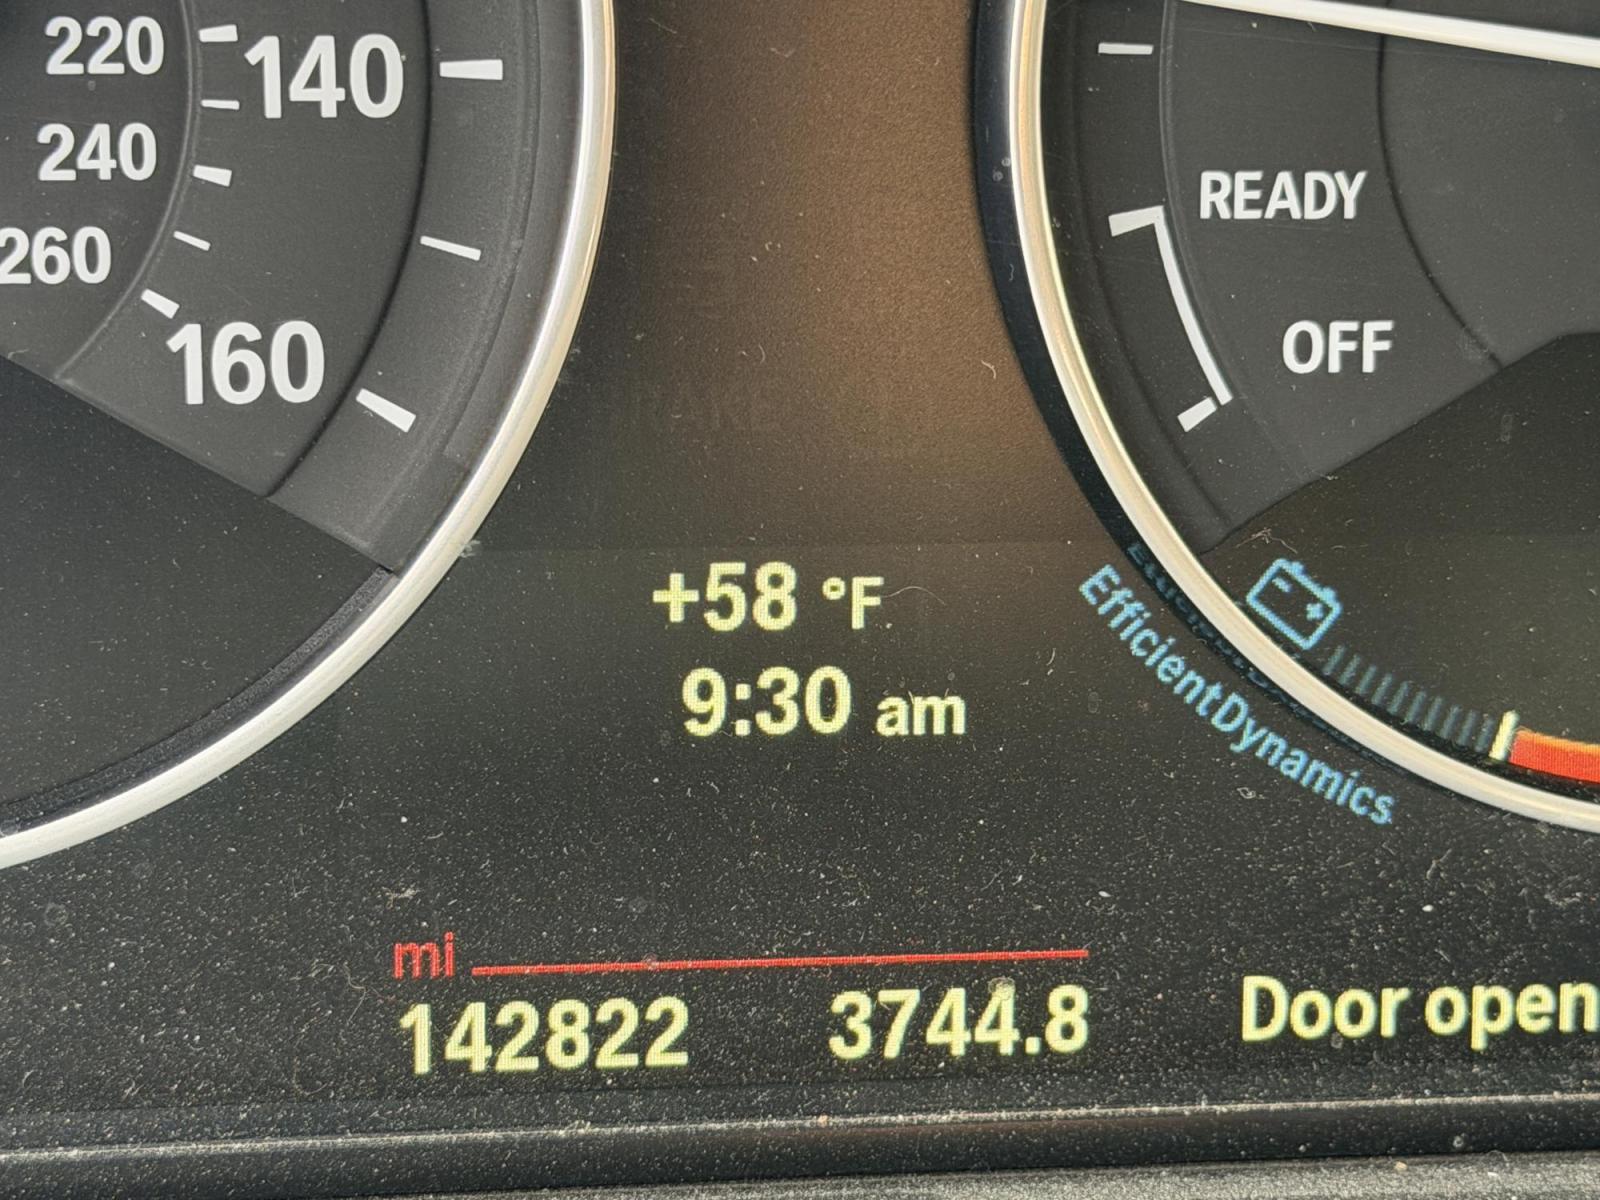 220
140
240
260
160
READY
OFF
+58 °F
9:30 am
EfficientDynamics
mi
142822 3744.8 Door open